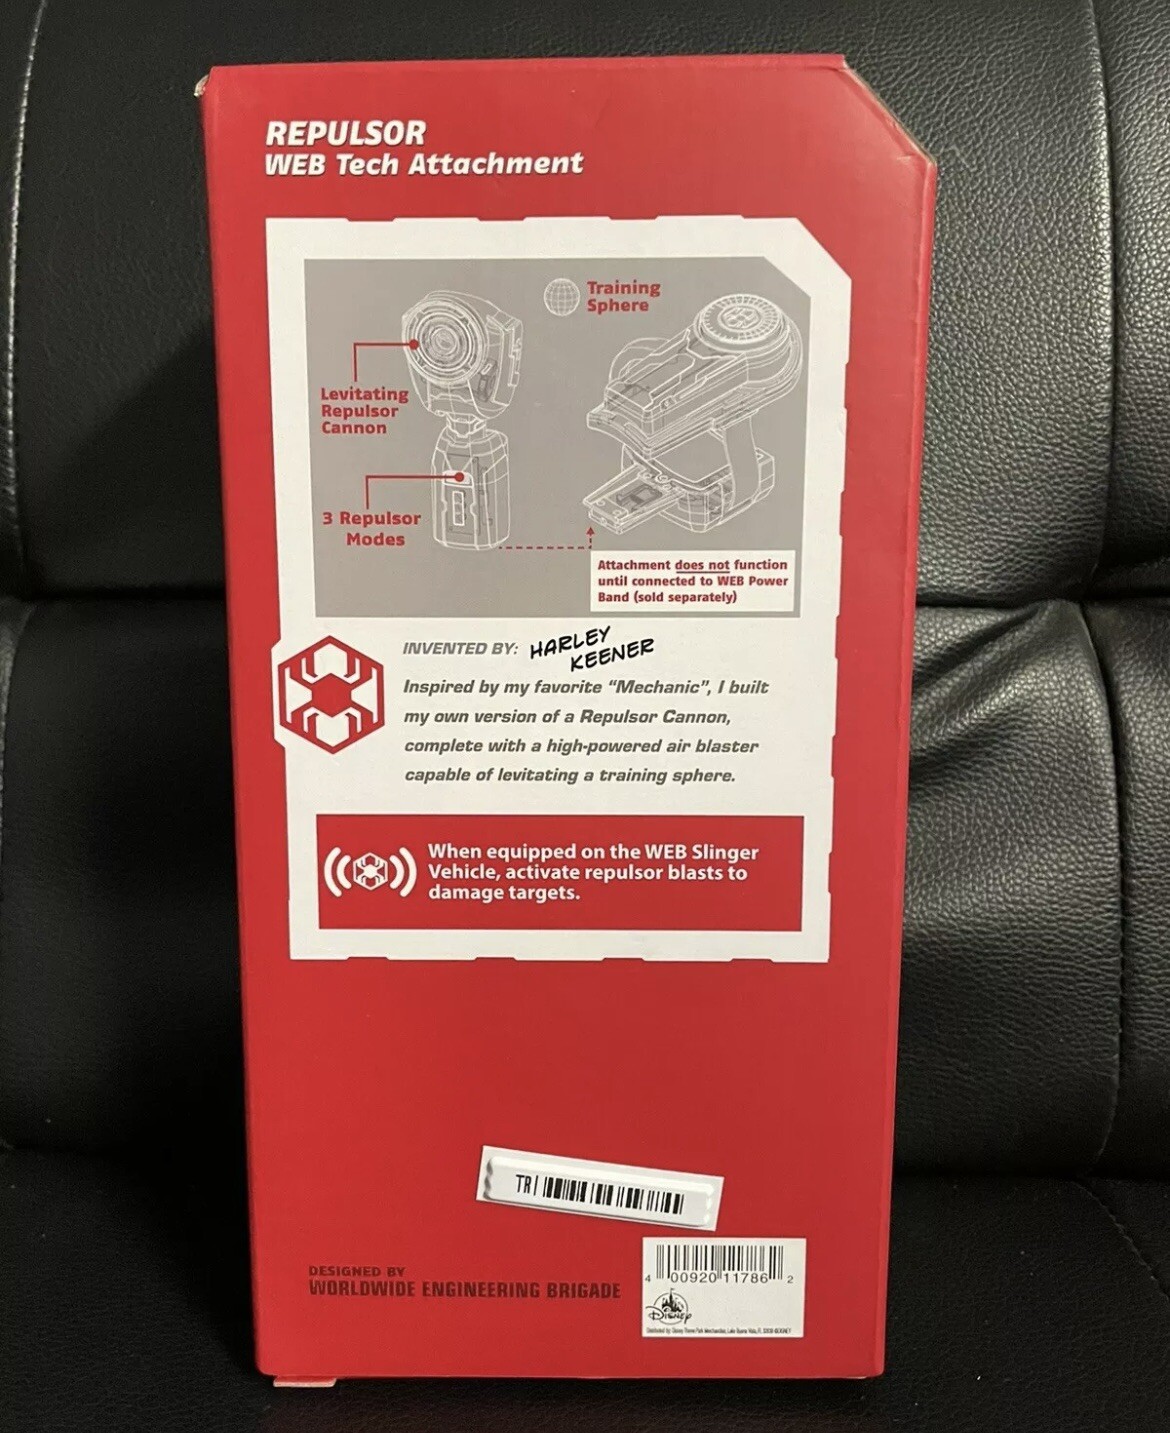 REPULSOR
WEB Tech Attachment
Training
Sphere
Levitating
Repulsor
Cannon
3 Repulsor
Modes
Attachment does not function
until connected to WEB Power
Band (sold separately)
INVENTED BY: HARLEY
KEENER
Inspired by my favorite “Mechanic”, I built
my own version of a Repulsor Cannon,
complete with a high-powered air blaster
capable of levitating a training sphere.
When equipped on the WEB Slinger
Vehicle, activate repulsor blasts to
damage targets.
TRI
DESIGNED BY
WORLDWIDE ENGINEERING BRIGADE
4 00920 11786 2
Disney